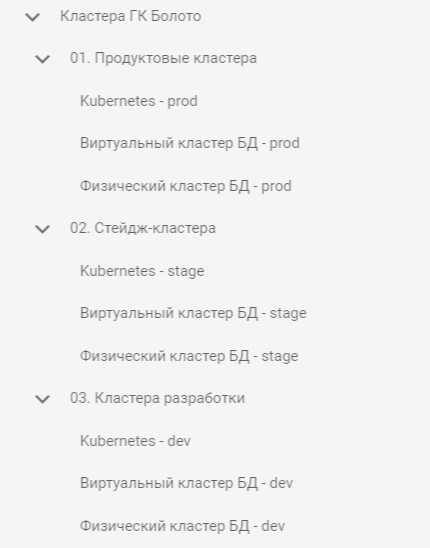 Кластера ГК Болото
01. Продуктовые кластера
Kubernetes - prod
Виртуальный кластер БД - prod
Физический кластер БД - prod
02. Стейдж-кластера
Kubernetes - stage
Виртуальный кластер БД - stage
Физический кластер БД - stage
03. Кластера разработки
Kubernetes - dev
Виртуальный кластер БД - dev
Физический кластер БД - dev